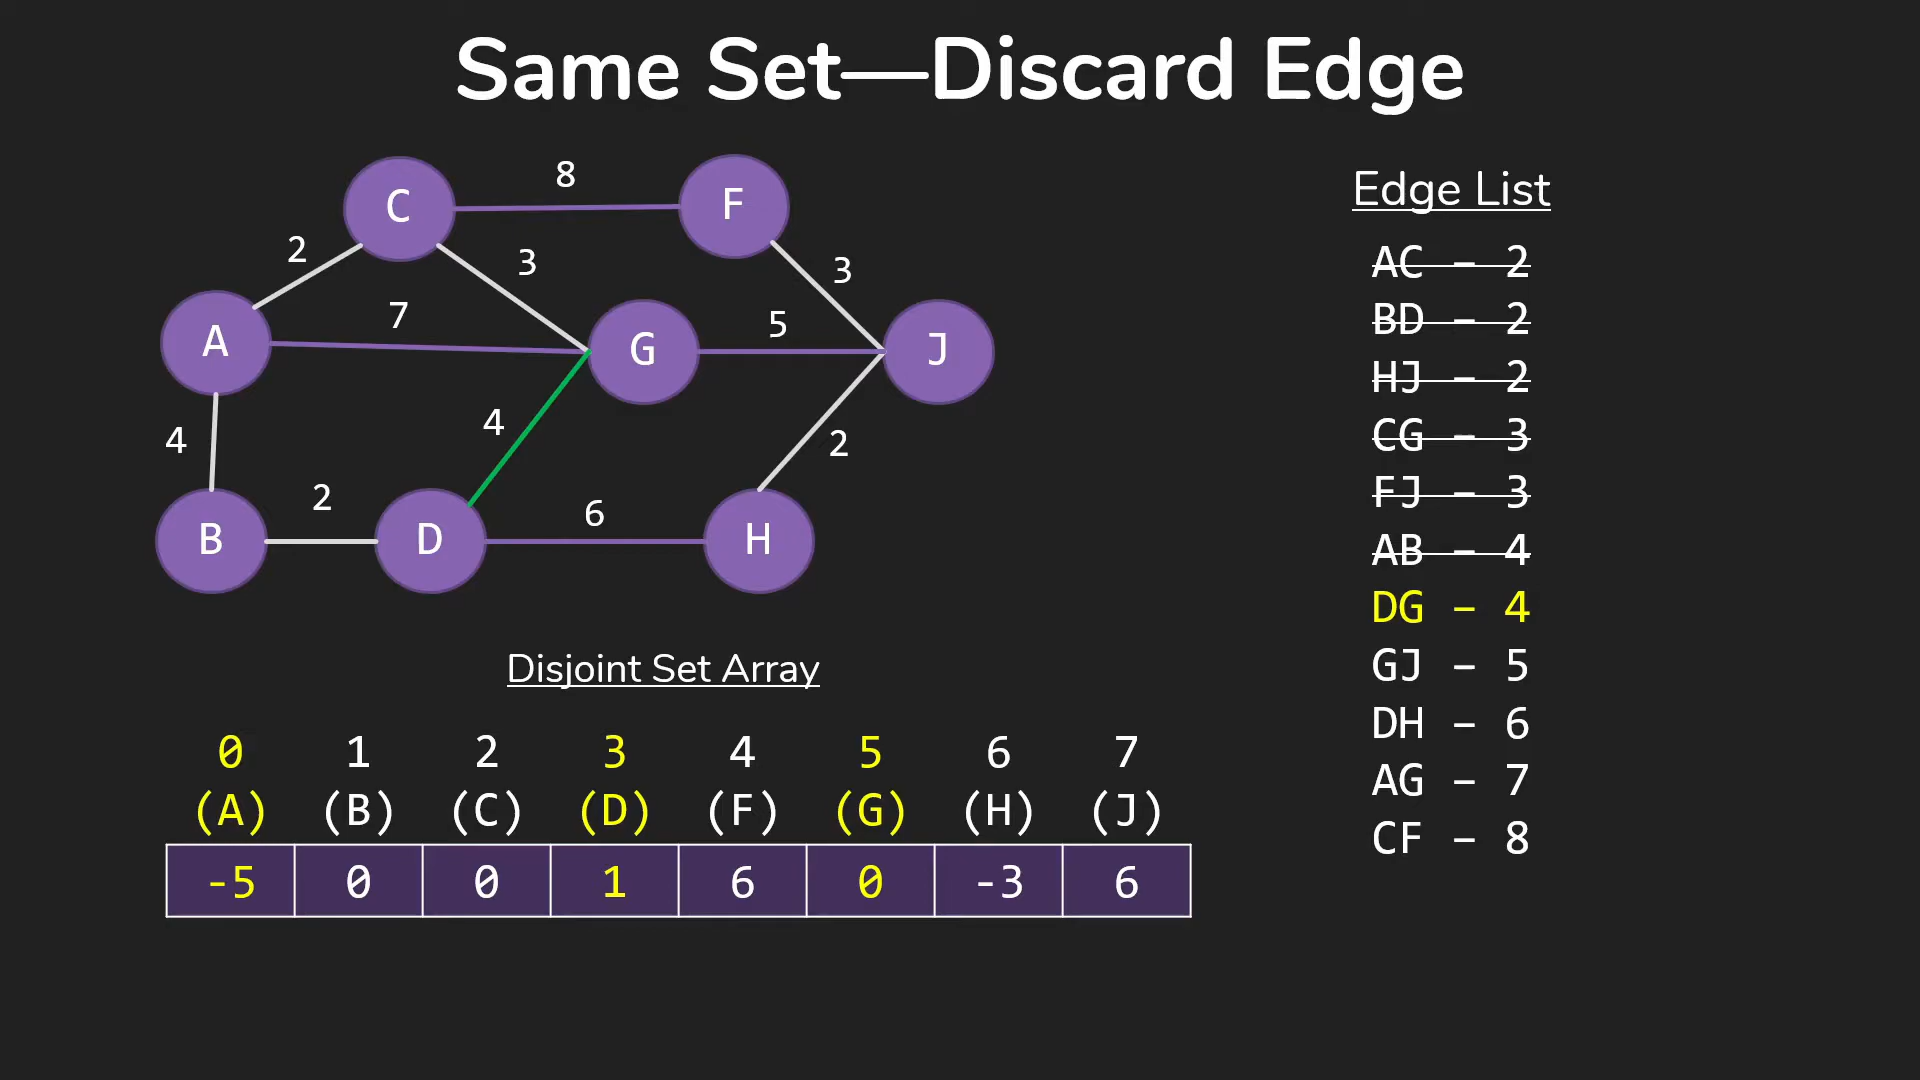 Same Set—Discard Edge
8
C
F
2
3
3
7
5
A
G
J
4
4
2
2
6
B
D
H
Edge List
AC – 2
BD – 2
HJ – 2
CG – 3
FJ – 3
AB – 4
DG – 4
GJ – 5
DH – 6
AG – 7
CF – 8
Disjoint Set Array
0 1 2 3 4 5 6 7
(A) (B) (C) (D) (F) (G) (H) (J)
-5 0 0 1 6 0 -3 6